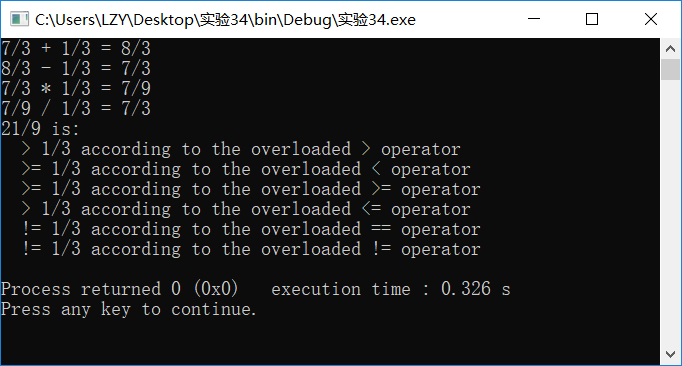 C:\Users\LZY\Desktop\实验34\bin\Debug\实验34.exe
7/3 + 1/3 = 8/3
8/3 - 1/3 = 7/3
7/3 * 1/3 = 7/9
7/9 / 1/3 = 7/3
21/9 is:
  > 1/3 according to the overloaded > operator
  >= 1/3 according to the overloaded < operator
  >= 1/3 according to the overloaded >= operator
  > 1/3 according to the overloaded <= operator
  != 1/3 according to the overloaded == operator
  != 1/3 according to the overloaded != operator

Process returned 0 (0x0)   execution time : 0.326 s
Press any key to continue.